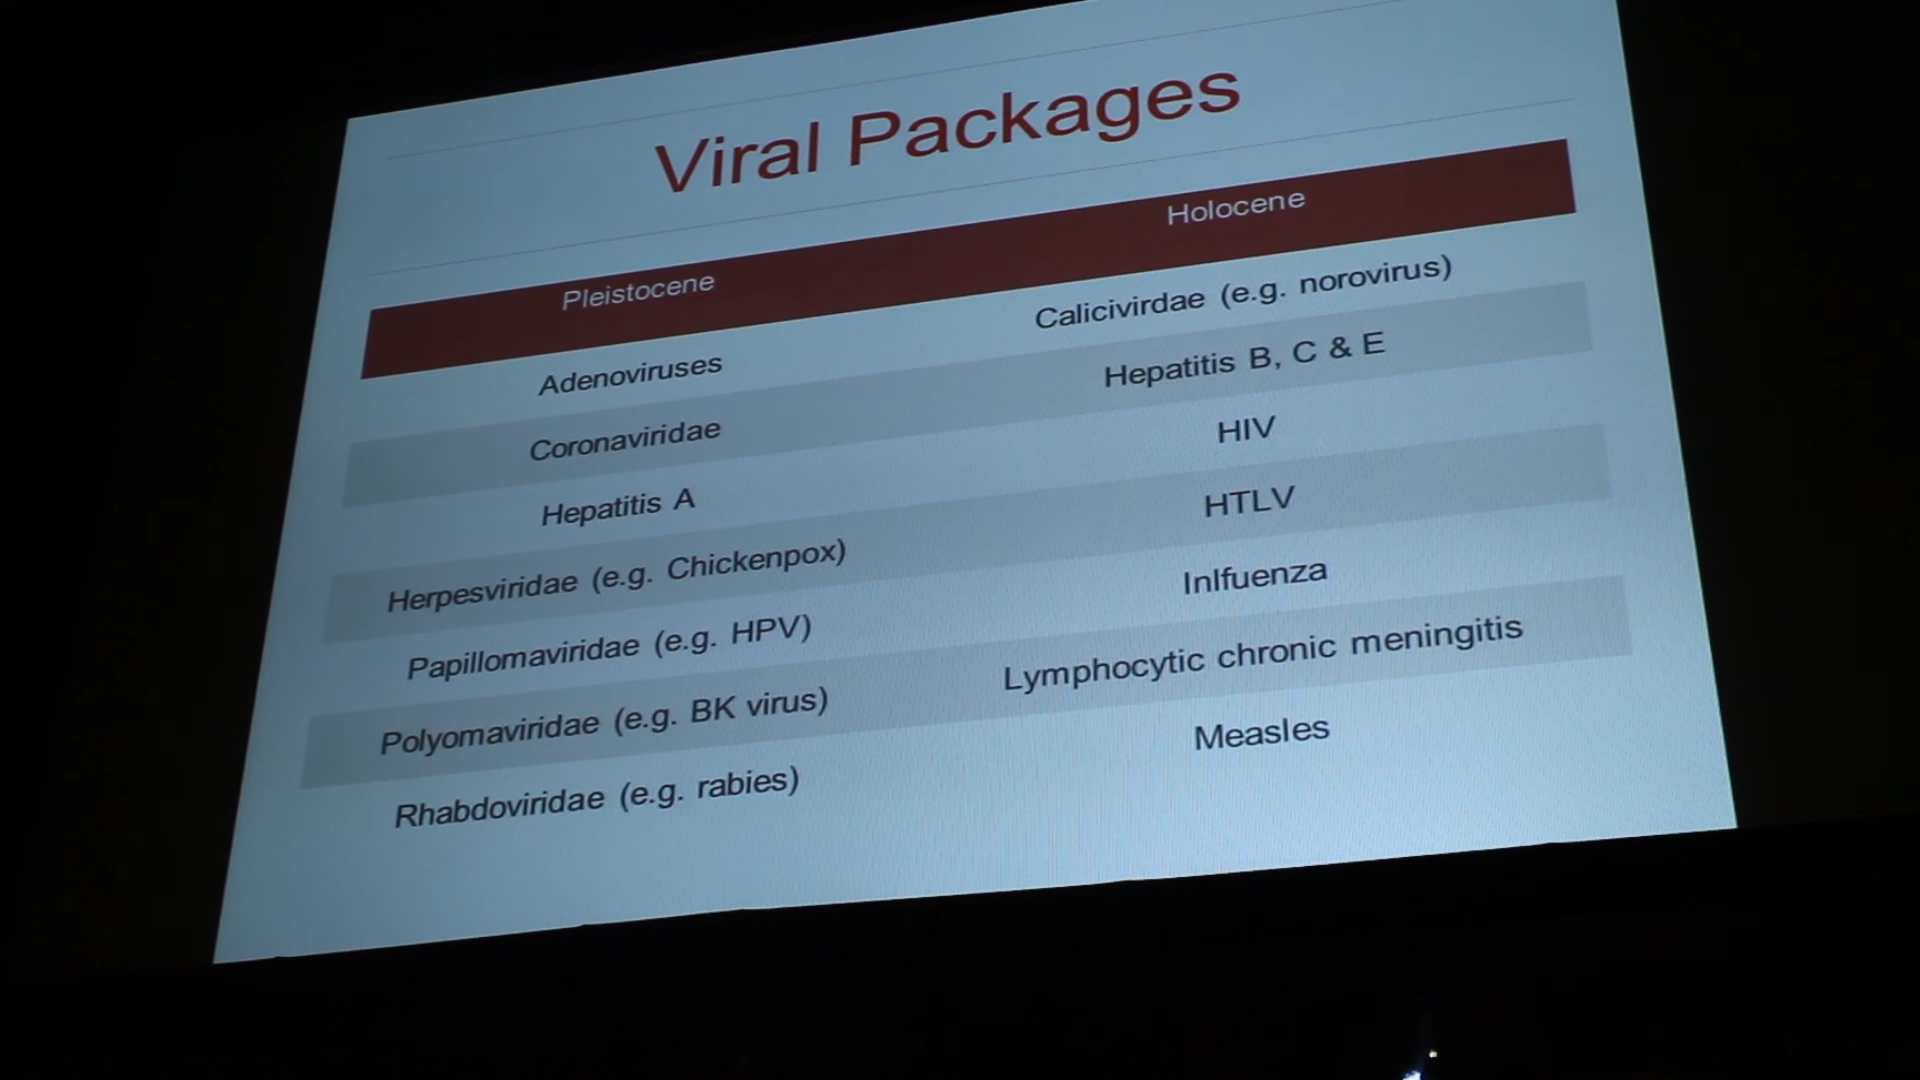 Viral Packages
Pleistocene Holocene
Adenoviruses Calicivirdae (e.g. norovirus)
Coronaviridae Hepatitis B, C & E
Hepatitis A HIV
Herpesviridae (e.g. Chickenpox) HTLV
Papillomaviridae (e.g. HPV) Inlfuenza
Polyomaviridae (e.g. BK virus) Lymphocytic chronic meningitis
Rhabdoviridae (e.g. rabies) Measles